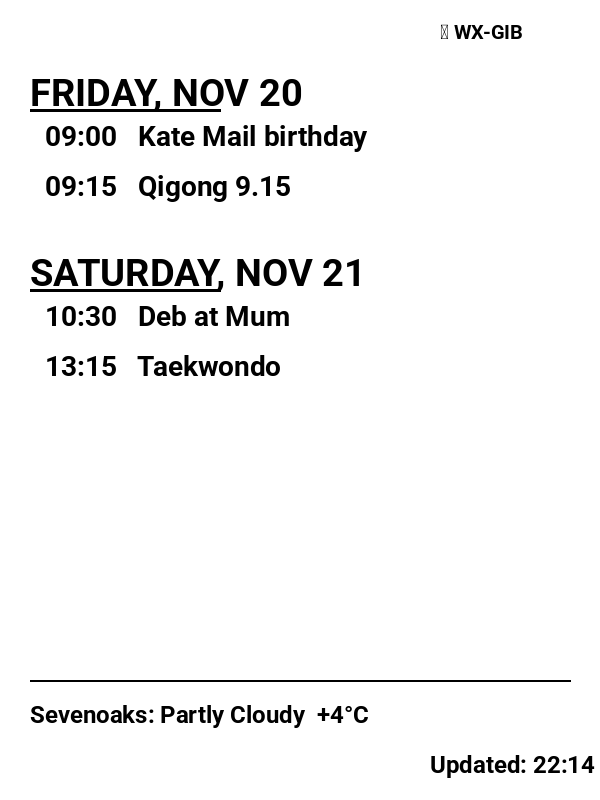 WX-GIB
FRIDAY, NOV 20
09:00 Kate Mail birthday
09:15 Qigong 9.15
SATURDAY, NOV 21
10:30 Deb at Mum
13:15 Taekwondo
Sevenoaks: Partly Cloudy +4°C
Updated: 22:14